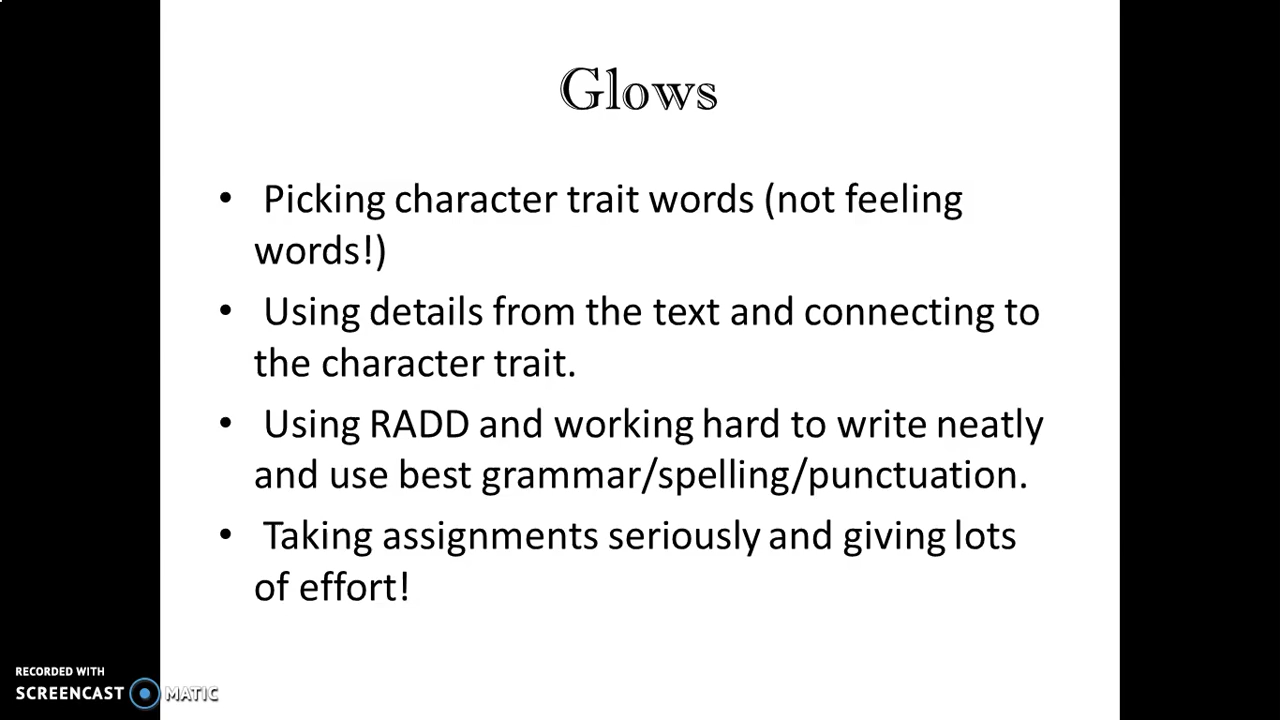 Glows
• Picking character trait words (not feeling
words!)
• Using details from the text and connecting to
the character trait.
• Using RADD and working hard to write neatly
and use best grammar/spelling/punctuation.
• Taking assignments seriously and giving lots
of effort!
RECORDED WITH
SCREENCAST MATIC